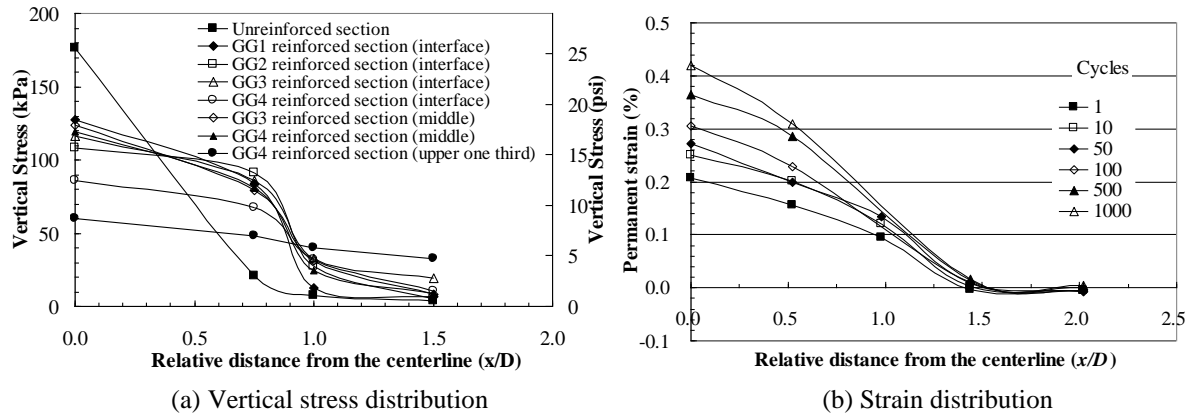 200
150
100
50
0
Vertical Stress (kPa)
Unreinforced section
GG1 reinforced section (interface)
GG2 reinforced section (interface)
GG3 reinforced section (interface)
GG4 reinforced section (interface)
GG3 reinforced section (middle)
GG4 reinforced section (middle)
GG4 reinforced section (upper one third)
25
20
15
10
5
0
Vertical Stress (psi)
0.0 0.5 1.0 1.5 2.0
Relative distance from the centerline (x/D)
(a) Vertical stress distribution
0.5
0.4
0.3
0.2
0.1
0.0
-0.1
Permanent strain (%)
Cycles
1
10
50
100
500
1000
0.0 0.5 1.0 1.5 2.0 2.5
Relative distance from the centerline (x/D)
(b) Strain distribution